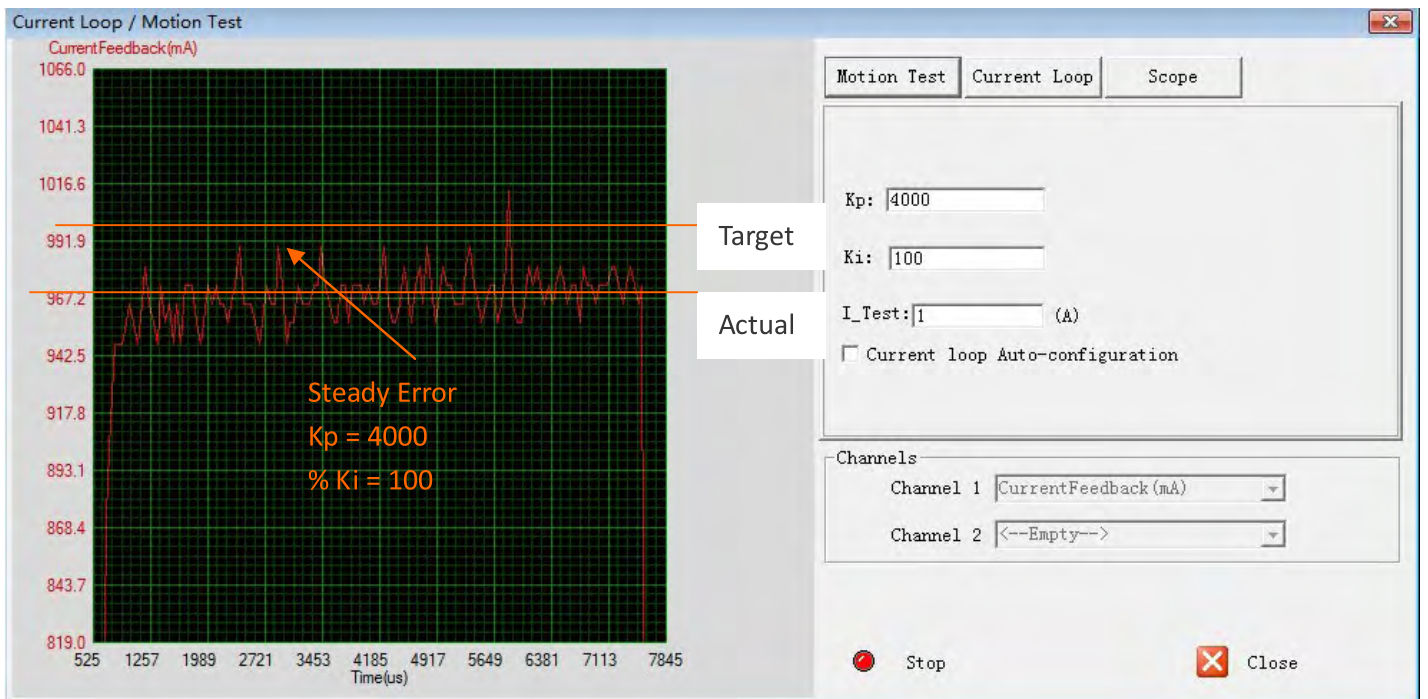 Current Loop / Motion Test
CurrentFeedback(mA)
1066.0
1041.3
1016.6
991.9
967.2
942.5
917.8
893.1
868.4
843.7
819.0
525 1257 1989 2721 3453 4185 4917 5649 6381 7113 7845
Time(us)
Target
Actual
Steady Error
Kp = 4000
% Ki = 100
Motion Test Current Loop Scope
Kp: 4000
Ki: 100
I_Test: 1 (A)
Current loop Auto-configuration
Channels
Channel 1 CurrentFeedback(mA)
Channel 2 <--Empty-->
Stop Close